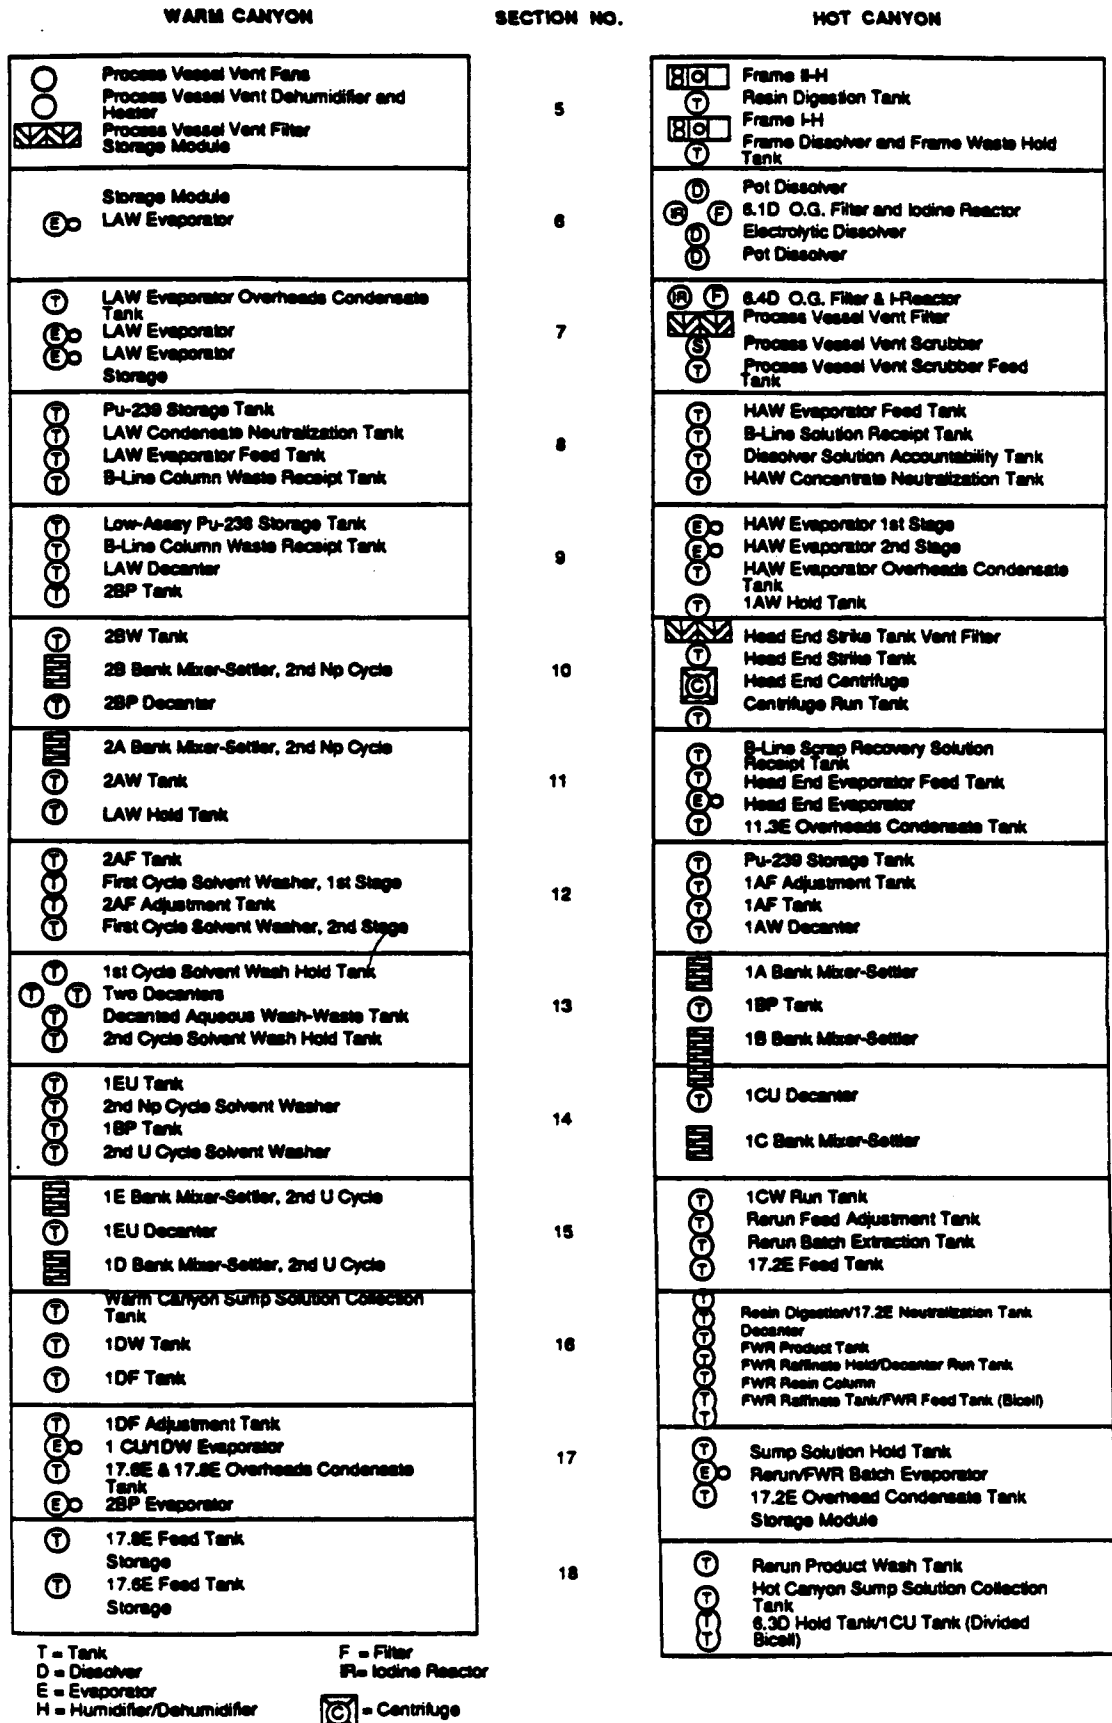 WARM CANYON
SECTION NO.
HOT CANYON
Process Vessel Vent Fans
Process Vessel Vent Dehumidifier and
Heater
Process Vessel Vent Filter
Storage Module
5
Frame II-H
T Resin Digestion Tank
Frame I-H
Frame Dissolver and Frame Waste Hold
T Tank
Storage Module
E LAW Evaporator
6
D Pot Dissolver
IR F 6.1D O.G. Filter and Iodine Reactor
D Electrolytic Dissolver
D Pot Dissolver
T LAW Evaporator Overheads Condensate
Tank
E LAW Evaporator
E LAW Evaporator
Storage
7
IR F 6.4D O.G. Filter & I-Reactor
Process Vessel Vent Filter
S Process Vessel Vent Scrubber
T Process Vessel Vent Scrubber Feed
Tank
T Pu-239 Storage Tank
T LAW Condensate Neutralization Tank
T LAW Evaporator Feed Tank
T B-Line Column Waste Receipt Tank
8
T HAW Evaporator Feed Tank
T B-Line Solution Receipt Tank
T Dissolver Solution Accountability Tank
T HAW Concentrate Neutralization Tank
T Low-Assay Pu-238 Storage Tank
T B-Line Column Waste Receipt Tank
T LAW Decanter
T 2BP Tank
9
E HAW Evaporator 1st Stage
E HAW Evaporator 2nd Stage
T HAW Evaporator Overheads Condensate
Tank
T 1AW Hold Tank
T 2BW Tank
2B Bank Mixer-Settler, 2nd Np Cycle
T 2BP Decanter
10
Head End Strike Tank Vent Filter
T Head End Strike Tank
C Head End Centrifuge
T Centrifuge Run Tank
2A Bank Mixer-Settler, 2nd Np Cycle
T 2AW Tank
T LAW Hold Tank
11
T B-Line Scrap Recovery Solution
Receipt Tank
T Head End Evaporator Feed Tank
E Head End Evaporator
T 11.3E Overheads Condensate Tank
T 2AF Tank
T First Cycle Solvent Washer, 1st Stage
T 2AF Adjustment Tank
T First Cycle Solvent Washer, 2nd Stage
12
T Pu-239 Storage Tank
T 1AF Adjustment Tank
T 1AF Tank
T 1AW Decanter
T 1st Cycle Solvent Wash Hold Tank
T T Two Decanters
T Decanted Aqueous Wash-Waste Tank
T 2nd Cycle Solvent Wash Hold Tank
13
1A Bank Mixer-Settler
T 1BP Tank
1B Bank Mixer-Settler
T 1EU Tank
T 2nd Np Cycle Solvent Washer
T 1BP Tank
T 2nd U Cycle Solvent Washer
14
T 1CU Decanter
1C Bank Mixer-Settler
1E Bank Mixer-Settler, 2nd U Cycle
T 1EU Decanter
1D Bank Mixer-Settler, 2nd U Cycle
15
T 1CW Run Tank
T Rerun Feed Adjustment Tank
T Rerun Batch Extraction Tank
T 17.2E Feed Tank
T Warm Canyon Sump Solution Collection
Tank
T 1DW Tank
T 1DF Tank
16
T
T Resin Digestion/17.2E Neutralization Tank
T Decanter
FWR Product Tank
T FWR Raffinate Hold/Decanter Run Tank
T FWR Resin Column
T FWR Raffinate Tank/FWR Feed Tank (Bicell)
T
T 1DF Adjustment Tank
E 1 CU/1DW Evaporator
T 17.6E & 17.8E Overheads Condensate
Tank
E 2BP Evaporator
17
T Sump Solution Hold Tank
E Rerun/FWR Batch Evaporator
T 17.2E Overhead Condensate Tank
Storage Module
T 17.8E Feed Tank
Storage
T 17.6E Feed Tank
Storage
18
T Rerun Product Wash Tank
T Hot Canyon Sump Solution Collection
Tank
T 6.3D Hold Tank/1CU Tank (Divided
T Bicell)
T = Tank
D = Dissolver
E = Evaporator
H = Humidifier/Dehumidifier
F = Filter
IR= Iodine Reactor
C = Centrifuge